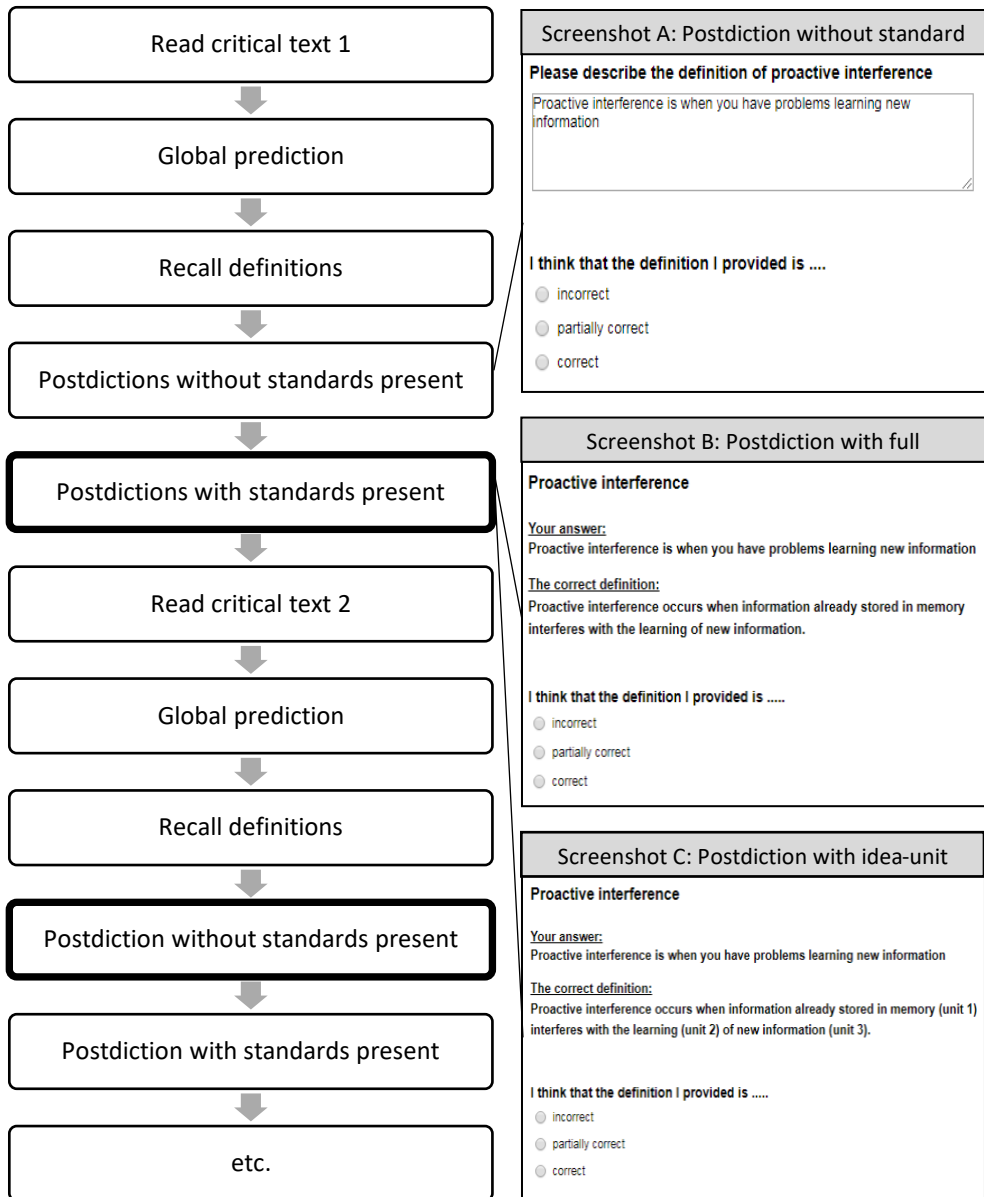 Read critical text 1
Global prediction
Recall definitions
Postdictions without standards present
Postdictions with standards present
Read critical text 2
Global prediction
Recall definitions
Postdiction without standards present
Postdiction with standards present
etc.
Screenshot A: Postdiction without standard
Please describe the definition of proactive interference
Proactive interference is when you have problems learning new
information
I think that the definition I provided is ....
incorrect
partially correct
correct
Screenshot B: Postdiction with full
Proactive interference
Your answer:
Proactive interference is when you have problems learning new information
The correct definition:
Proactive interference occurs when information already stored in memory
interferes with the learning of new information.
I think that the definition I provided is .....
incorrect
partially correct
correct
Screenshot C: Postdiction with idea-unit
Proactive interference
Your answer:
Proactive interference is when you have problems learning new information
The correct definition:
Proactive interference occurs when information already stored in memory (unit 1)
interferes with the learning (unit 2) of new information (unit 3).
I think that the definition I provided is .....
incorrect
partially correct
correct